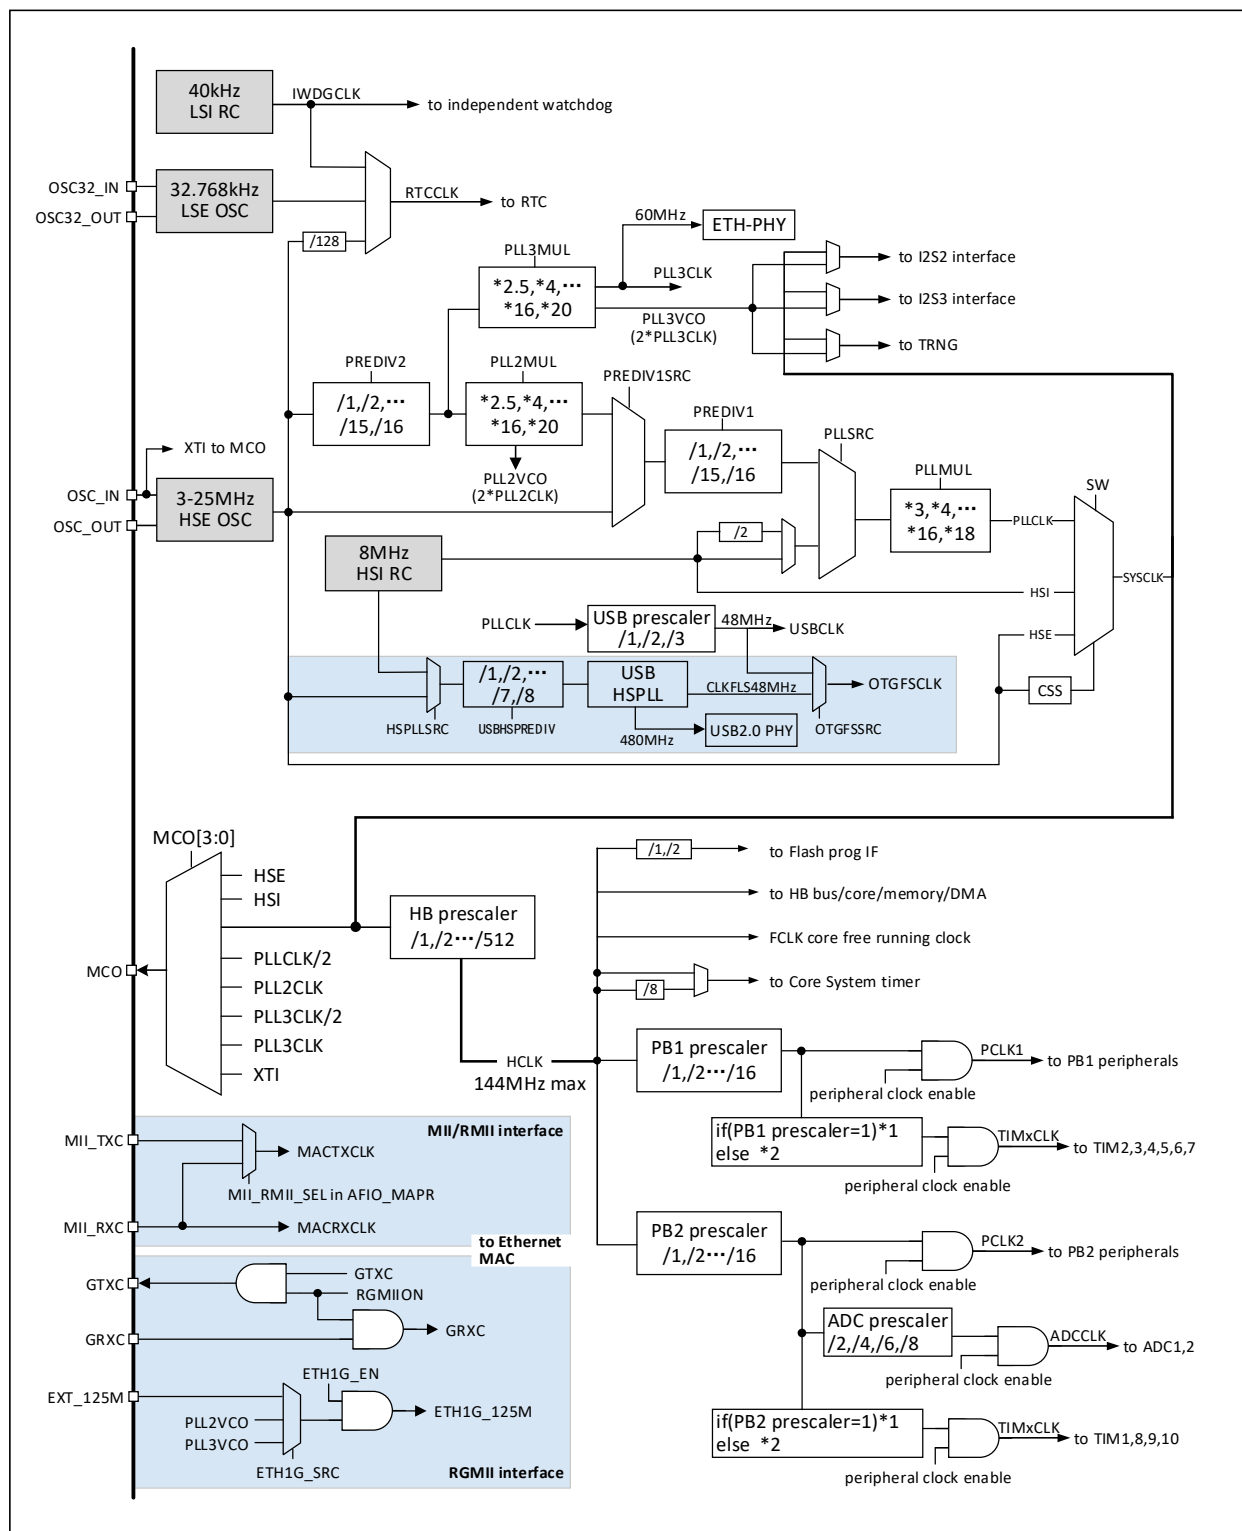 40kHz
LSI RC
IWDGCLK
to independent watchdog
OSC32_IN
OSC32_OUT
32.768kHz
LSE OSC
RTCCLK
to RTC
/128
60MHz
ETH-PHY
PLL3MUL
*2.5,*4,···
*16,*20
PLL3CLK
PLL3VCO
(2*PLL3CLK)
to I2S2 interface
to I2S3 interface
to TRNG
PREDIV2
/1,/2,···
/15,/16
PLL2MUL
*2.5,*4,···
*16,*20
PLL2VCO
(2*PLL2CLK)
PREDIV1SRC
PREDIV1
/1,/2,···
/15,/16
PLLSRC
PLLMUL
*3,*4,···
*16,*18
PLLCLK
SW
XTI to MCO
OSC_IN
OSC_OUT
3-25MHz
HSE OSC
/2
8MHz
HSI RC
HSI
SYSCLK
HSE
CSS
PLLCLK
USB prescaler
/1,/2,/3
48MHz
USBCLK
/1,/2,···
/7,/8
USB
HSPLL
CLKFLS48MHz
OTGFSCLK
HSPLLSRC
USBHSPREDIV
480MHz
USB2.0 PHY
OTGFSSRC
MCO[3:0]
HSE
HSI
PLLCLK/2
PLL2CLK
PLL3CLK/2
PLL3CLK
XTI
MCO
HB prescaler
/1,/2···/512
HCLK
144MHz max
/1,/2
to Flash prog IF
to HB bus/core/memory/DMA
FCLK core free running clock
/8
to Core System timer
PB1 prescaler
/1,/2···/16
PCLK1
to PB1 peripherals
peripheral clock enable
if(PB1 prescaler=1)*1
else *2
TIMxCLK
to TIM2,3,4,5,6,7
peripheral clock enable
PB2 prescaler
/1,/2···/16
PCLK2
to PB2 peripherals
peripheral clock enable
ADC prescaler
/2,/4,/6,/8
ADCCLK
to ADC1,2
peripheral clock enable
if(PB2 prescaler=1)*1
else *2
TIMxCLK
to TIM1,8,9,10
peripheral clock enable
MII/RMII interface
MII_TXC
MACTXCLK
MII_RMII_SEL in AFIO_MAPR
MII_RXC
MACRXCLK
to Ethernet
MAC
GTXC
GTXC
RGMIION
GRXC
GRXC
ETH1G_EN
EXT_125M
PLL2VCO
PLL3VCO
ETH1G_125M
ETH1G_SRC
RGMII interface